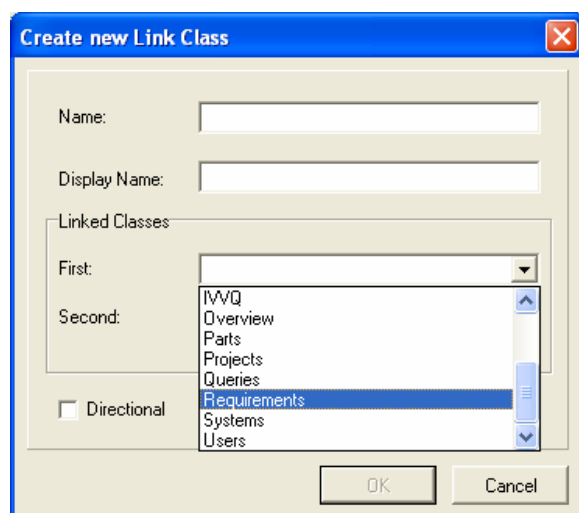 Create new Link Class
Name:
Display Name:
Linked Classes
First:
Second:
IVVQ
Overview
Parts
Projects
Queries
Requirements
Systems
Users
Directional
OK
Cancel